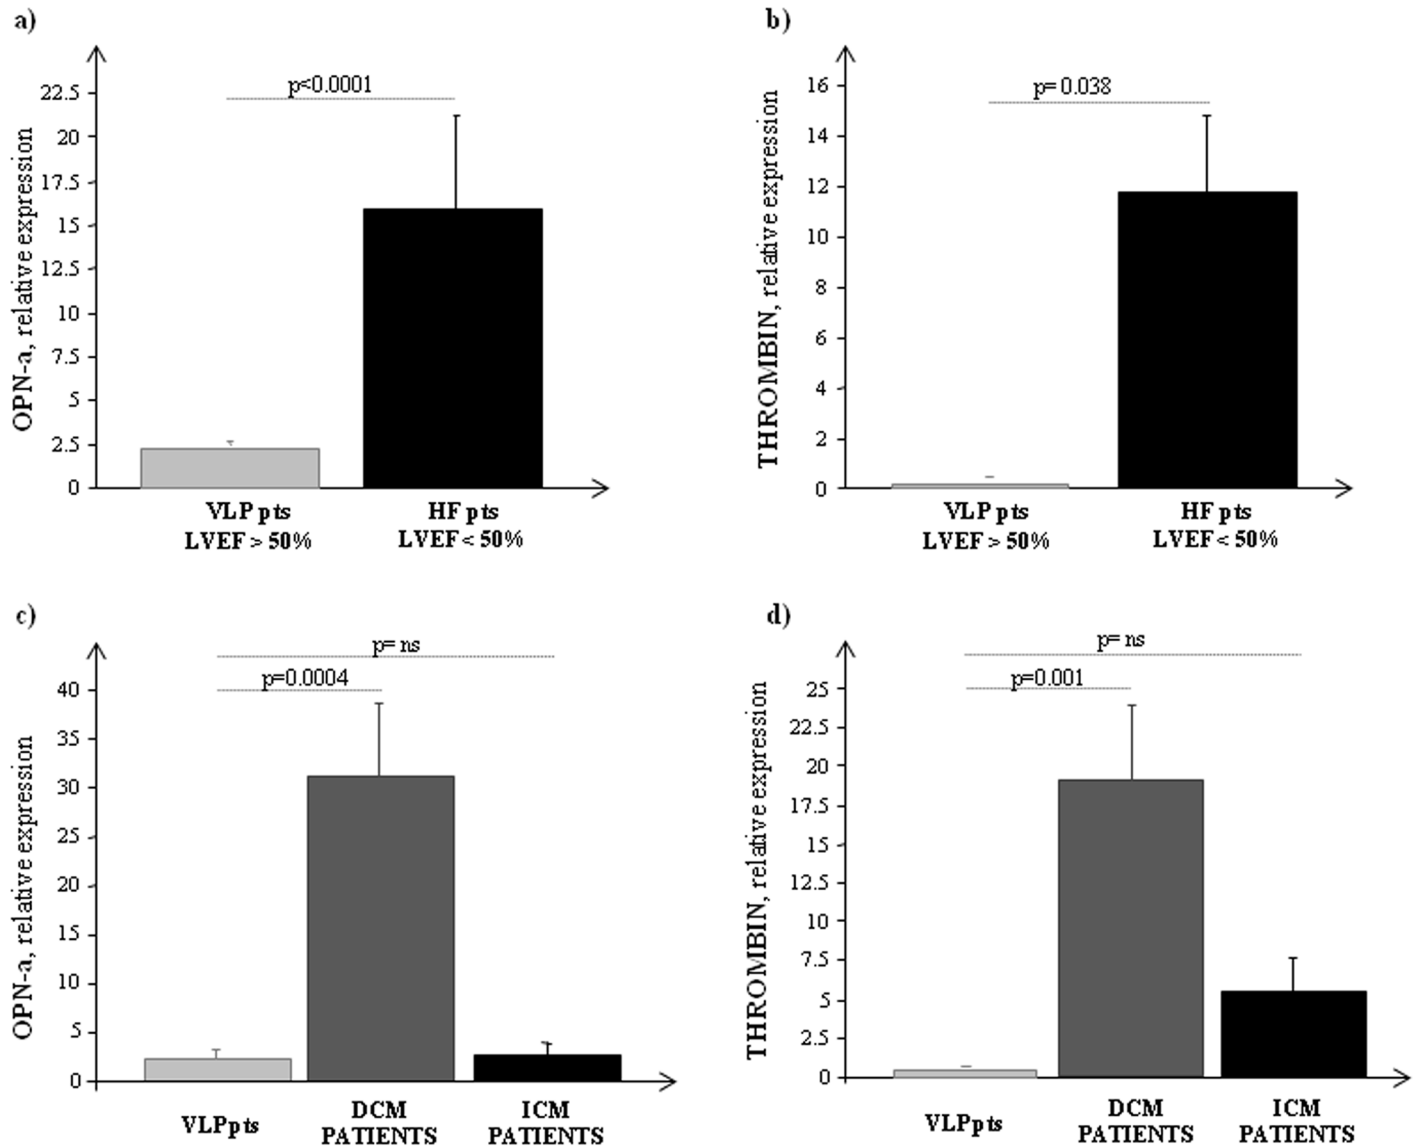 a)
p<0.0001
OPN-a, relative expression
22.5
20
17.5
15
12.5
10
7.5
5
2.5
0
VLP pts
LVEF > 50%
HF pts
LVEF < 50%
b)
p= 0.038
THROMBIN, relative expression
16
14
12
10
8
6
4
2
0
VLP pts
LVEF > 50%
HF pts
LVEF < 50%
c)
p= ns
p=0.0004
OPN-a, relative expression
40
35
30
25
20
15
10
5
0
VLPpts
DCM
PATIENTS
ICM
PATIENTS
d)
p= ns
p=0.001
THROMBIN, relative expression
25
22.5
20
17.5
15
12.5
10
7.5
5
2.5
0
VLPpts
DCM
PATIENTS
ICM
PATIENTS